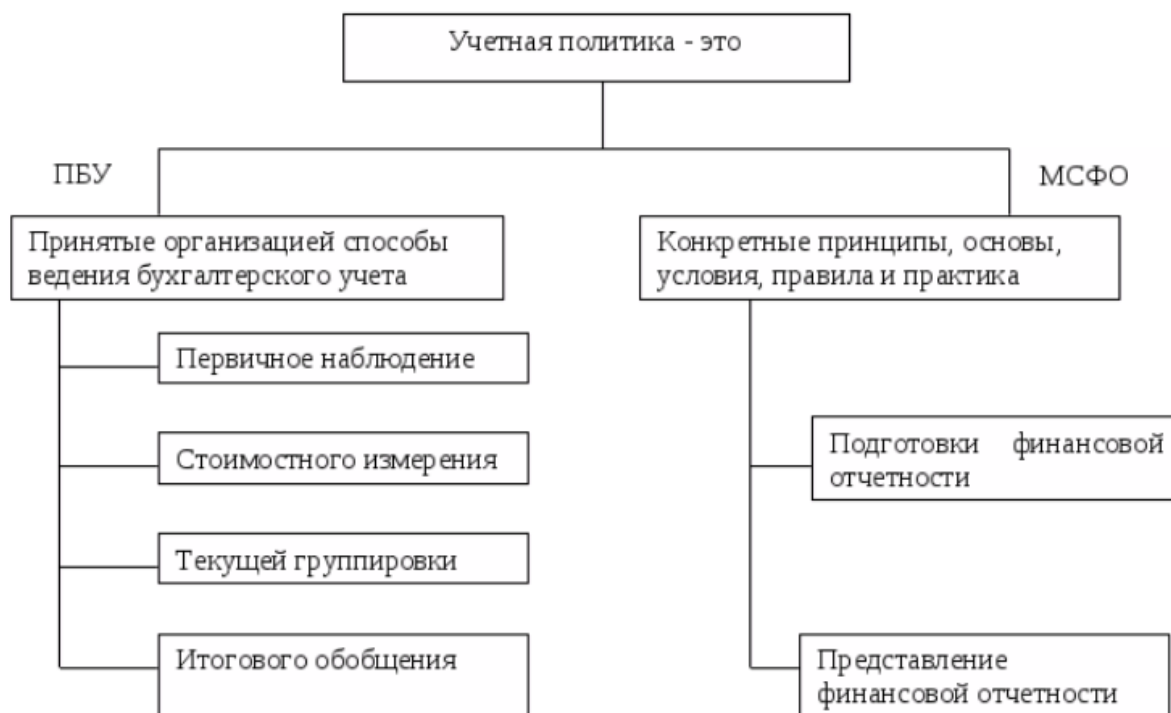 Учетная политика - это
ПБУ
МСФО
Принятые организацией способы
ведения бухгалтерского учета
Конкретные принципы, основы,
условия, правила и практика
Первичное наблюдение
Стоимостного измерения
Подготовки финансовой
отчетности
Текущей группировки
Итогового обобщения
Представление
финансовой отчетности